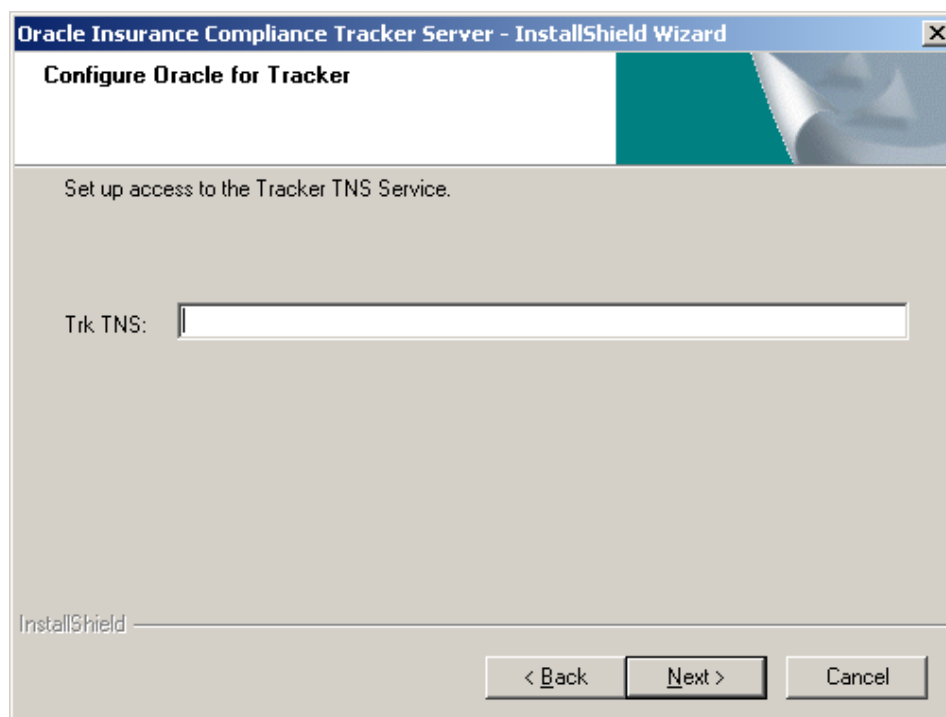 Oracle Insurance Compliance Tracker Server - InstallShield Wizard
Configure Oracle for Tracker
Set up access to the Tracker TNS Service.
Trk TNS:
InstallShield
< Back Next > Cancel